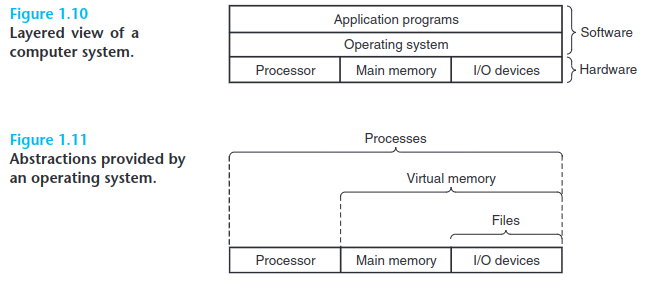 Figure 1.10
Layered view of a
computer system.
Application programs
Operating system
Processor Main memory I/O devices
Software
Hardware
Figure 1.11
Abstractions provided by
an operating system.
Processes
Virtual memory
Files
Processor Main memory I/O devices